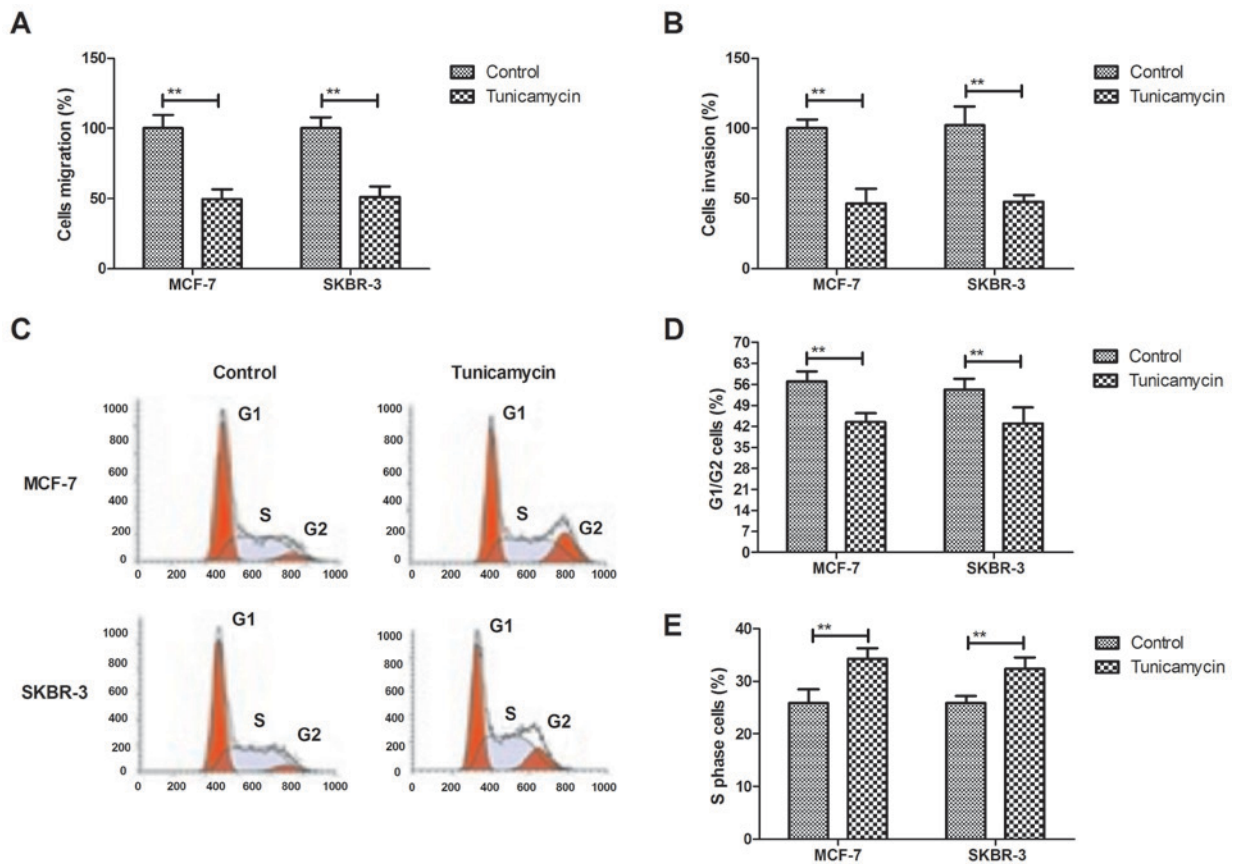 A
Cells migration (%)
150
100
50
0
**
**
MCF-7
SKBR-3
Control
Tunicamycin
B
Cells invasion (%)
150
100
50
0
**
**
MCF-7
SKBR-3
Control
Tunicamycin
C
Control
Tunicamycin
MCF-7
1000
800
600
400
200
0
G1
S
G2
0 200 400 600 800 1000
1000
800
600
400
200
0
G1
S
G2
0 200 400 600 800 1000
SKBR-3
1000
800
600
400
200
0
G1
S
G2
0 200 400 600 800 1000
1000
800
600
400
200
0
G1
S
G2
0 200 400 600 800 1000
D
G1/G2 cells (%)
70
63
56
49
42
35
28
21
14
7
0
**
**
MCF-7
SKBR-3
Control
Tunicamycin
E
S phase cells (%)
40
30
20
10
0
**
**
MCF-7
SKBR-3
Control
Tunicamycin